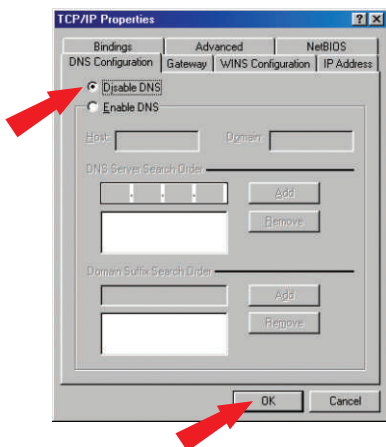 TCP/IP Properties
Bindings Advanced NetBIOS
DNS Configuration Gateway WINS Configuration IP Address
Disable DNS
Enable DNS
Host: Domain:
DNS Server Search Order
Add
Remove
Domain Suffix Search Order
Add
Remove
OK Cancel